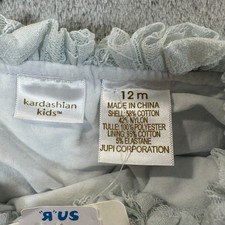 kardashian
kids™
12 m
MADE IN CHINA
SHELL: 58% COTTON
42% NYLON
TULLE: 100% POLYESTER
LINING: 95% COTTON
5% ELASTANE
JUPI CORPORATION
"R"US